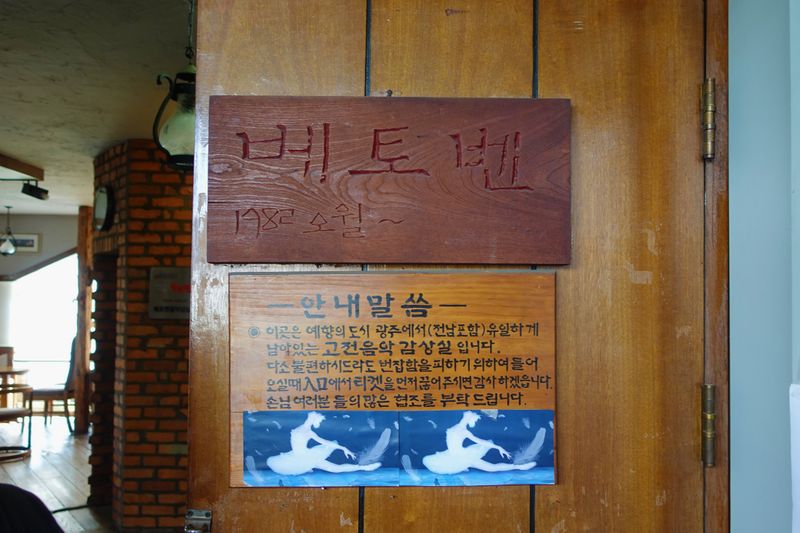 베토벤
1982 오월~
— 안내말씀 —
◉ 이곳은 예향의 도시 광주에서(전남포함)유일하게
남아있는 고전음악 감상실 입니다.
다소 불편하시드라도 번잡함을 피하기 위하여 들어
오실때 入口에서 티켓을 먼저 끊어 주시면 감사 하겠읍니다.
손님 여러분 들의 많은 협조를 부탁 드립니다.